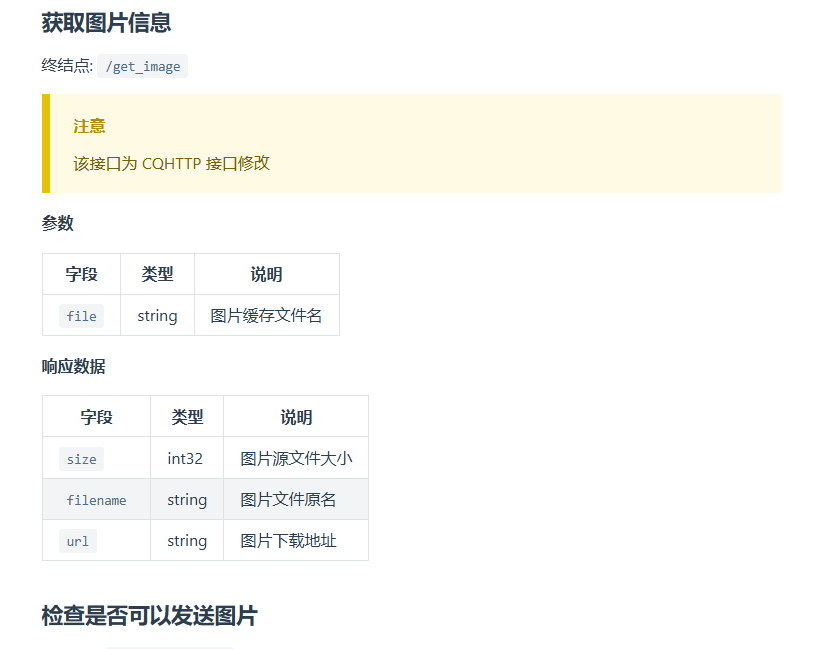 获取图片信息
终结点: /get_image
注意
该接口为 CQHTTP 接口修改
参数
字段 类型 说明
file string 图片缓存文件名
响应数据
字段 类型 说明
size int32 图片源文件大小
filename string 图片文件原名
url string 图片下载地址
检查是否可以发送图片